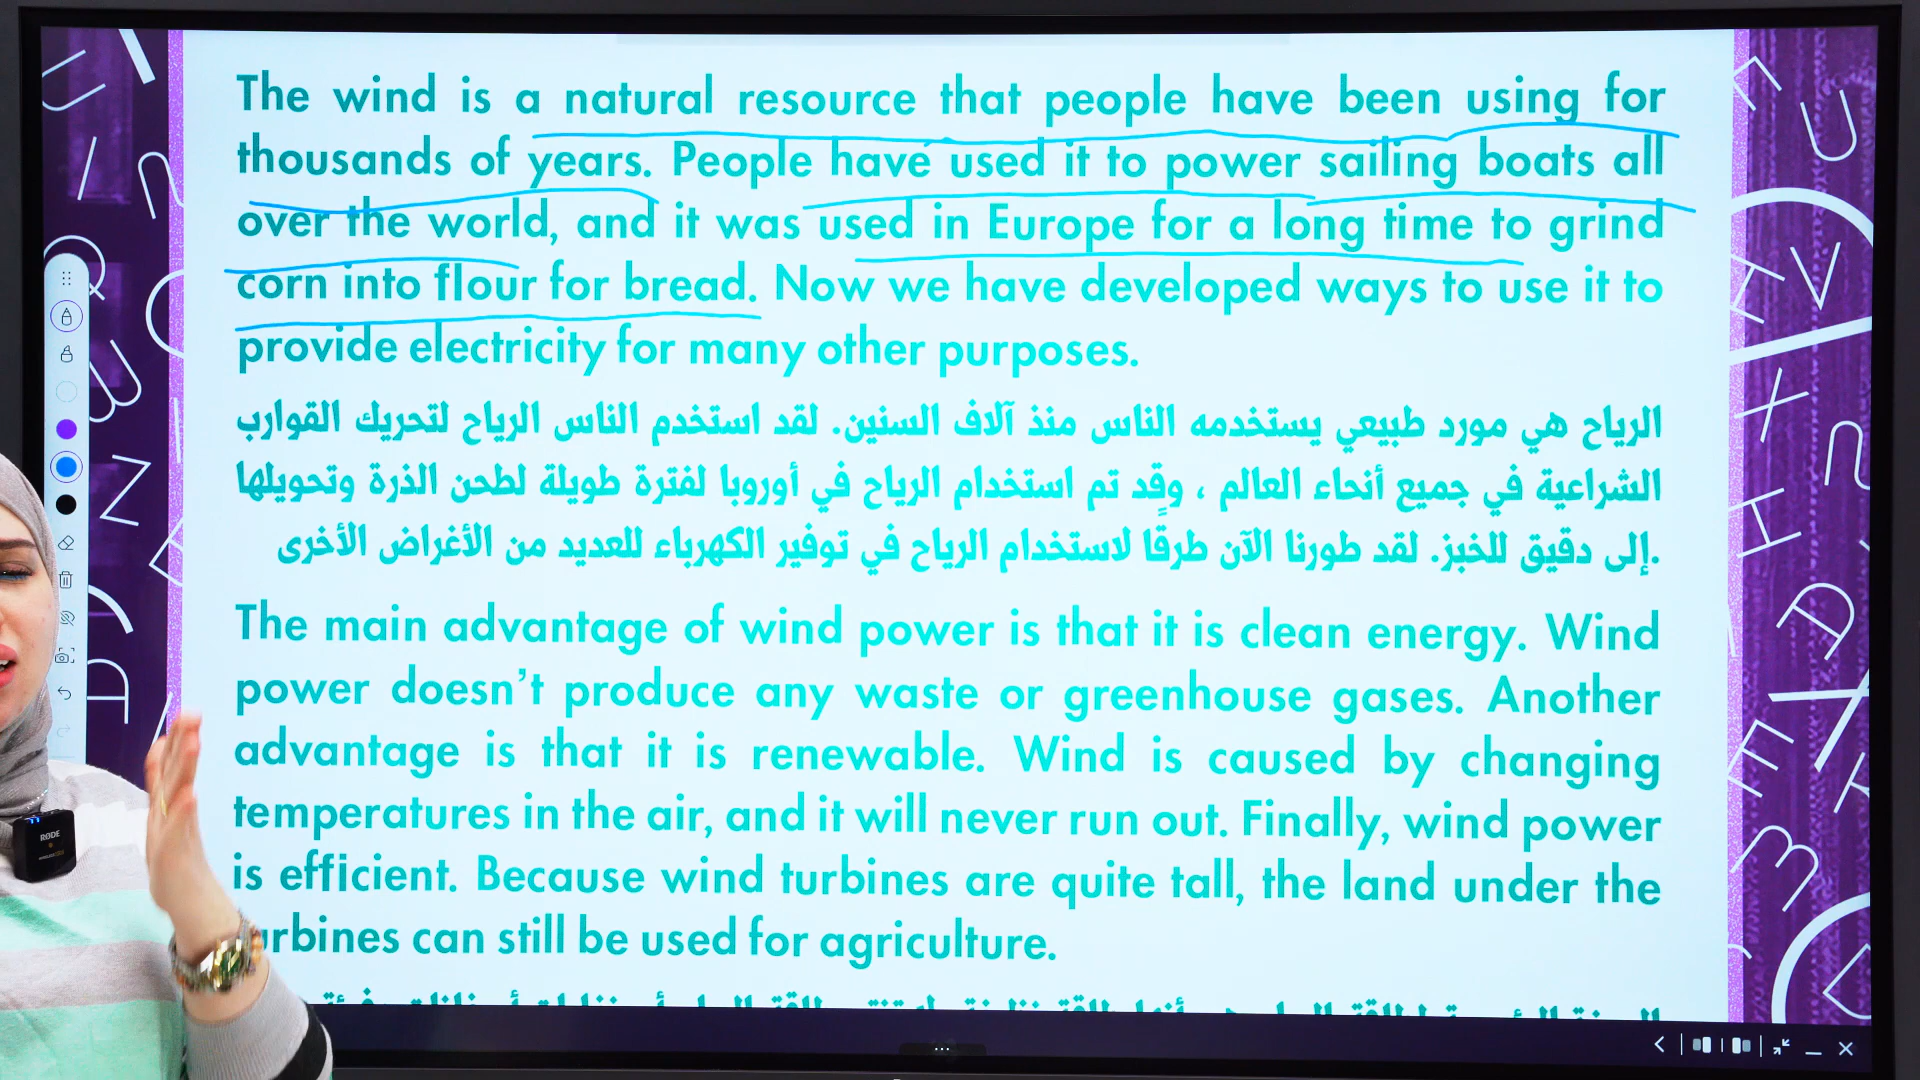 The wind is a natural resource that people have been using for
thousands of years. People have used it to power sailing boats all
over the world, and it was used in Europe for a long time to grind
corn into flour for bread. Now we have developed ways to use it to
provide electricity for many other purposes.
الرياح هي مورد طبيعي يستخدمه الناس منذ آلاف السنين. لقد استخدم الناس الرياح لتحريك القوارب
الشراعية في جميع أنحاء العالم ، وقد تم استخدام الرياح في أوروبا لفترة طويلة لطحن الذرة وتحويلها
إلى دقيق للخبز. لقد طورنا الآن طرقًا لاستخدام الرياح في توفير الكهرباء للعديد من الأغراض الأخرى.
The main advantage of wind power is that it is clean energy. Wind
power doesn't produce any waste or greenhouse gases. Another
advantage is that it is renewable. Wind is caused by changing
temperatures in the air, and it will never run out. Finally, wind power
is efficient. Because wind turbines are quite tall, the land under the
urbines can still be used for agriculture.
RØDE